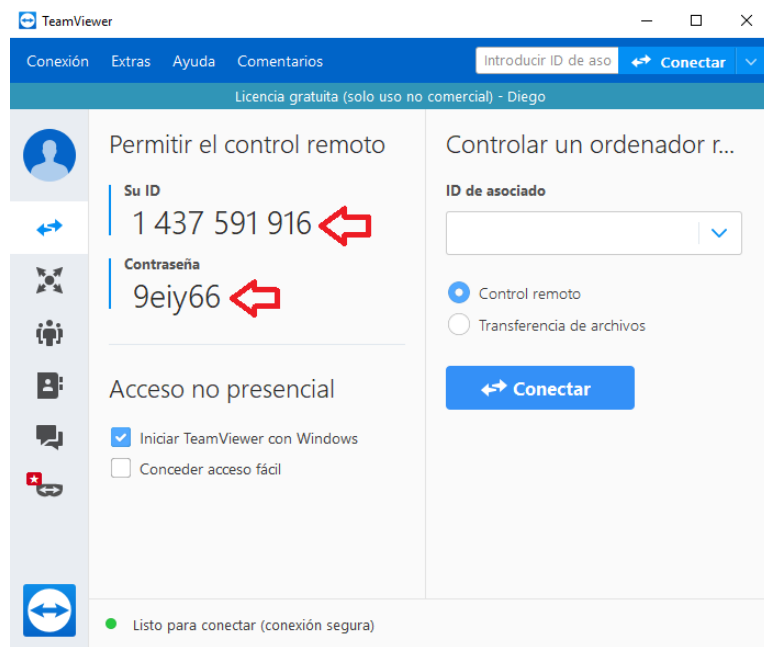 TeamViewer
Conexión Extras Ayuda Comentarios
Introducir ID de aso
Conectar
Licencia gratuita (solo uso no comercial) - Diego
Permitir el control remoto
Su ID
1 437 591 916
Contraseña
9eiy66
Acceso no presencial
Iniciar TeamViewer con Windows
Conceder acceso fácil
Controlar un ordenador r...
ID de asociado
Control remoto
Transferencia de archivos
Conectar
Listo para conectar (conexión segura)